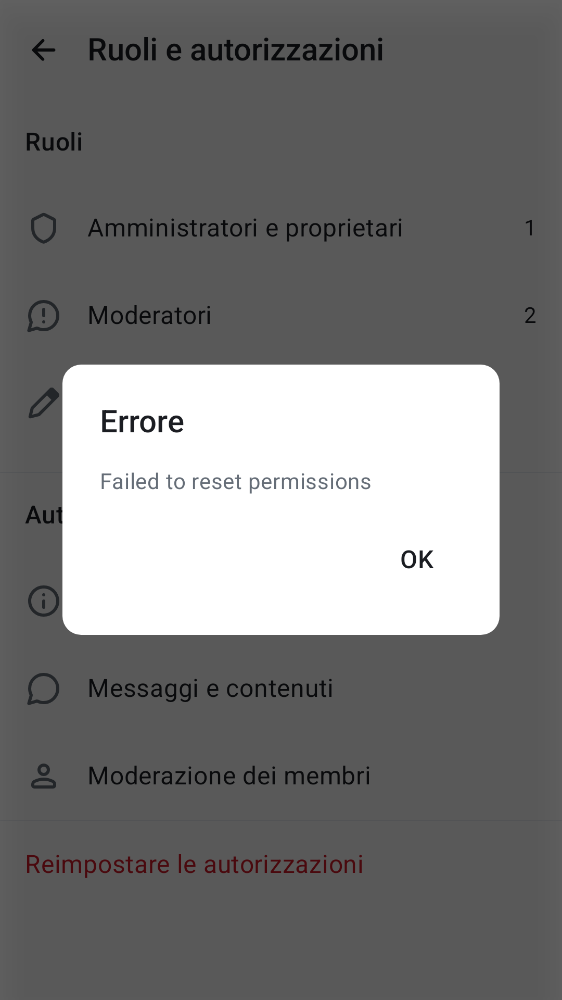 Ruoli e autorizzazioni
Ruoli
Amministratori e proprietari 1
Moderatori 2
Errore
Failed to reset permissions
Aut
OK
Messaggi e contenuti
Moderazione dei membri
Reimpostare le autorizzazioni